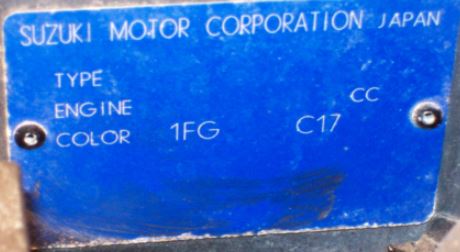 SUZUKI MOTOR CORPORATION JAPAN
TYPE
ENGINE CC
COLOR 1FG C17